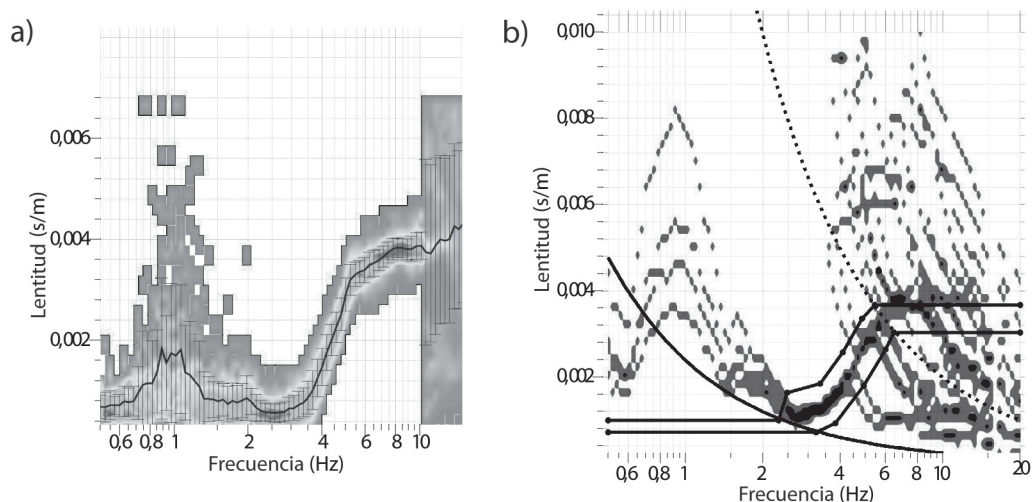 a)
Lentitud (s/m)
0,006
0,004
0,002
0,6 0,8 1 2 4 6 8 10
Frecuencia (Hz)
b)
Lentitud (s/m)
0,010
0,008
0,006
0,004
0,002
0,6 0,8 1 2 4 6 8 10 20
Frecuencia (Hz)